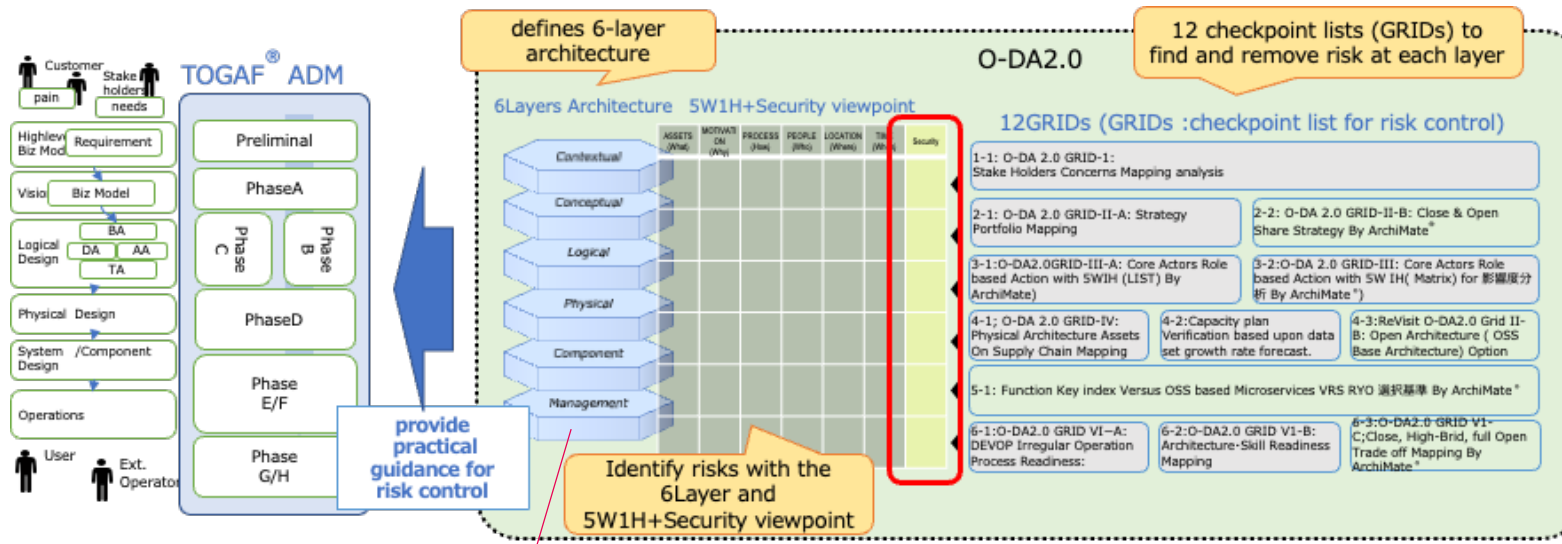 Customer
Stake
holders
pain
needs
Highleve
Biz Mod
Requirement
Visio
Biz Model
Logical
Design
BA
DA
AA
TA
Physical Design
System /Component
Design
Operations
User
Ext.
Operator
TOGAF® ADM
Preliminal
PhaseA
Phase
C
Phase
B
PhaseD
Phase
E/F
Phase
G/H
provide
practical
guidance for
risk control
defines 6-layer
architecture
O-DA2.0
12 checkpoint lists (GRIDs) to
find and remove risk at each layer
6Layers Architecture 5W1H+Security viewpoint
ASSETS
(What)
MOTIVATI
ON
(Why)
PROCESS
(How)
PEOPLE
(Who)
LOCATION
(Where)
Security
Contextual
Conceptual
Logical
Physical
Component
Management
Identify risks with the
6Layer and
5W1H+Security viewpoint
12GRIDs (GRIDs :checkpoint list for risk control)
1-1: O-DA 2.0 GRID-1:
Stake Holders Concerns Mapping analysis
2-1: O-DA 2.0 GRID-II-A: Strategy
Portfolio Mapping
2-2: O-DA 2.0 GRID-II-B: Close & Open
Share Strategy By ArchiMate®
3-1:O-DA2.0GRID-III-A: Core Actors Role
based Action with 5WIH (LIST) By
ArchiMate)
3-2:O-DA 2.0 GRID-III: Core Actors Role
based Action with 5W IH( Matrix) for 影響度分
析 By ArchiMate®)
4-1; O-DA 2.0 GRID-IV:
Physical Architecture Assets
On Supply Chain Mapping
4-2:Capacity plan
Verification based upon data
set growth rate forecast.
4-3:ReVisit O-DA2.0 Grid II-
B: Open Architecture ( OSS
Base Architecture) Option
5-1: Function Key index Versus OSS based Microservices VRS RYO 選択基準 By ArchiMate®
6-1:O-DA2.0 GRID VI—A:
DEVOP Irregular Operation
Process Readiness:
6-2:O-DA2.0 GRID V1-B:
Architecture-Skill Readiness
Mapping
6-3:O-DA2.0 GRID V1-
C;Close, High-Brid, full Open
Trade off Mapping By
ArchiMate®